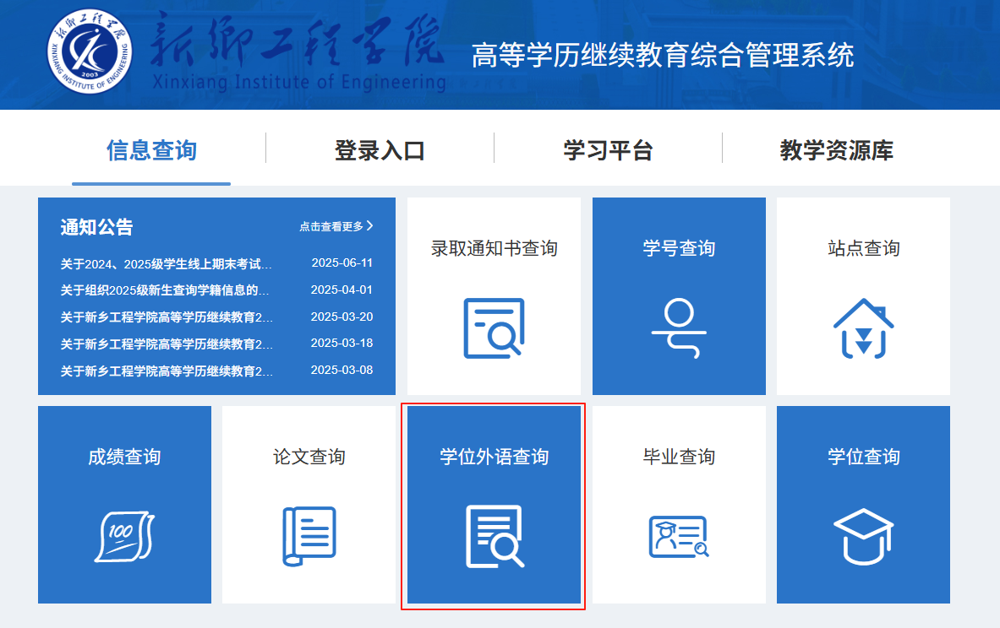 新乡工程学院
XINXIANG INSTITUTE OF ENGINEERING
2003
新鄉工程學院
Xinxiang Institute of Engineering
高等学历继续教育综合管理系统
信息查询
登录入口
学习平台
教学资源库
通知公告
点击查看更多
关于2024、2025级学生线上期末考试... 2025-06-11
关于组织2025级新生查询学籍信息的... 2025-04-01
关于新乡工程学院高等学历继续教育2... 2025-03-20
关于新乡工程学院高等学历继续教育2... 2025-03-18
关于新乡工程学院高等学历继续教育2... 2025-03-08
录取通知书查询
学号查询
站点查询
成绩查询
100
论文查询
学位外语查询
毕业查询
学位查询